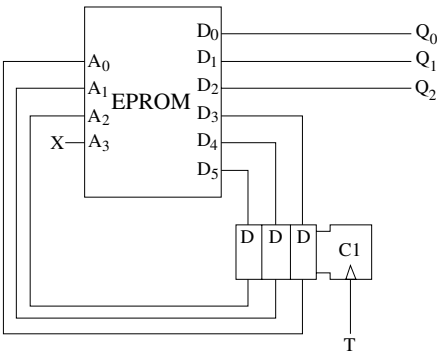 D0 Q0
A0 D1 Q1
A1 D2 Q2
EPROM
A2 D3
X A3 D4
D5
D D D C1
T